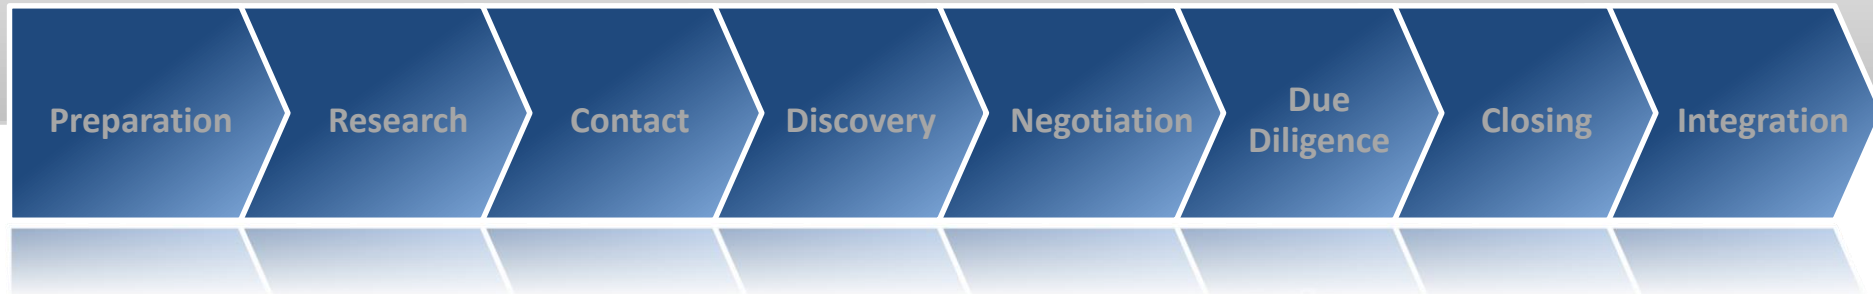 Preparation
Research
Contact
Discovery
Negotiation
Due
Diligence
Closing
Integration